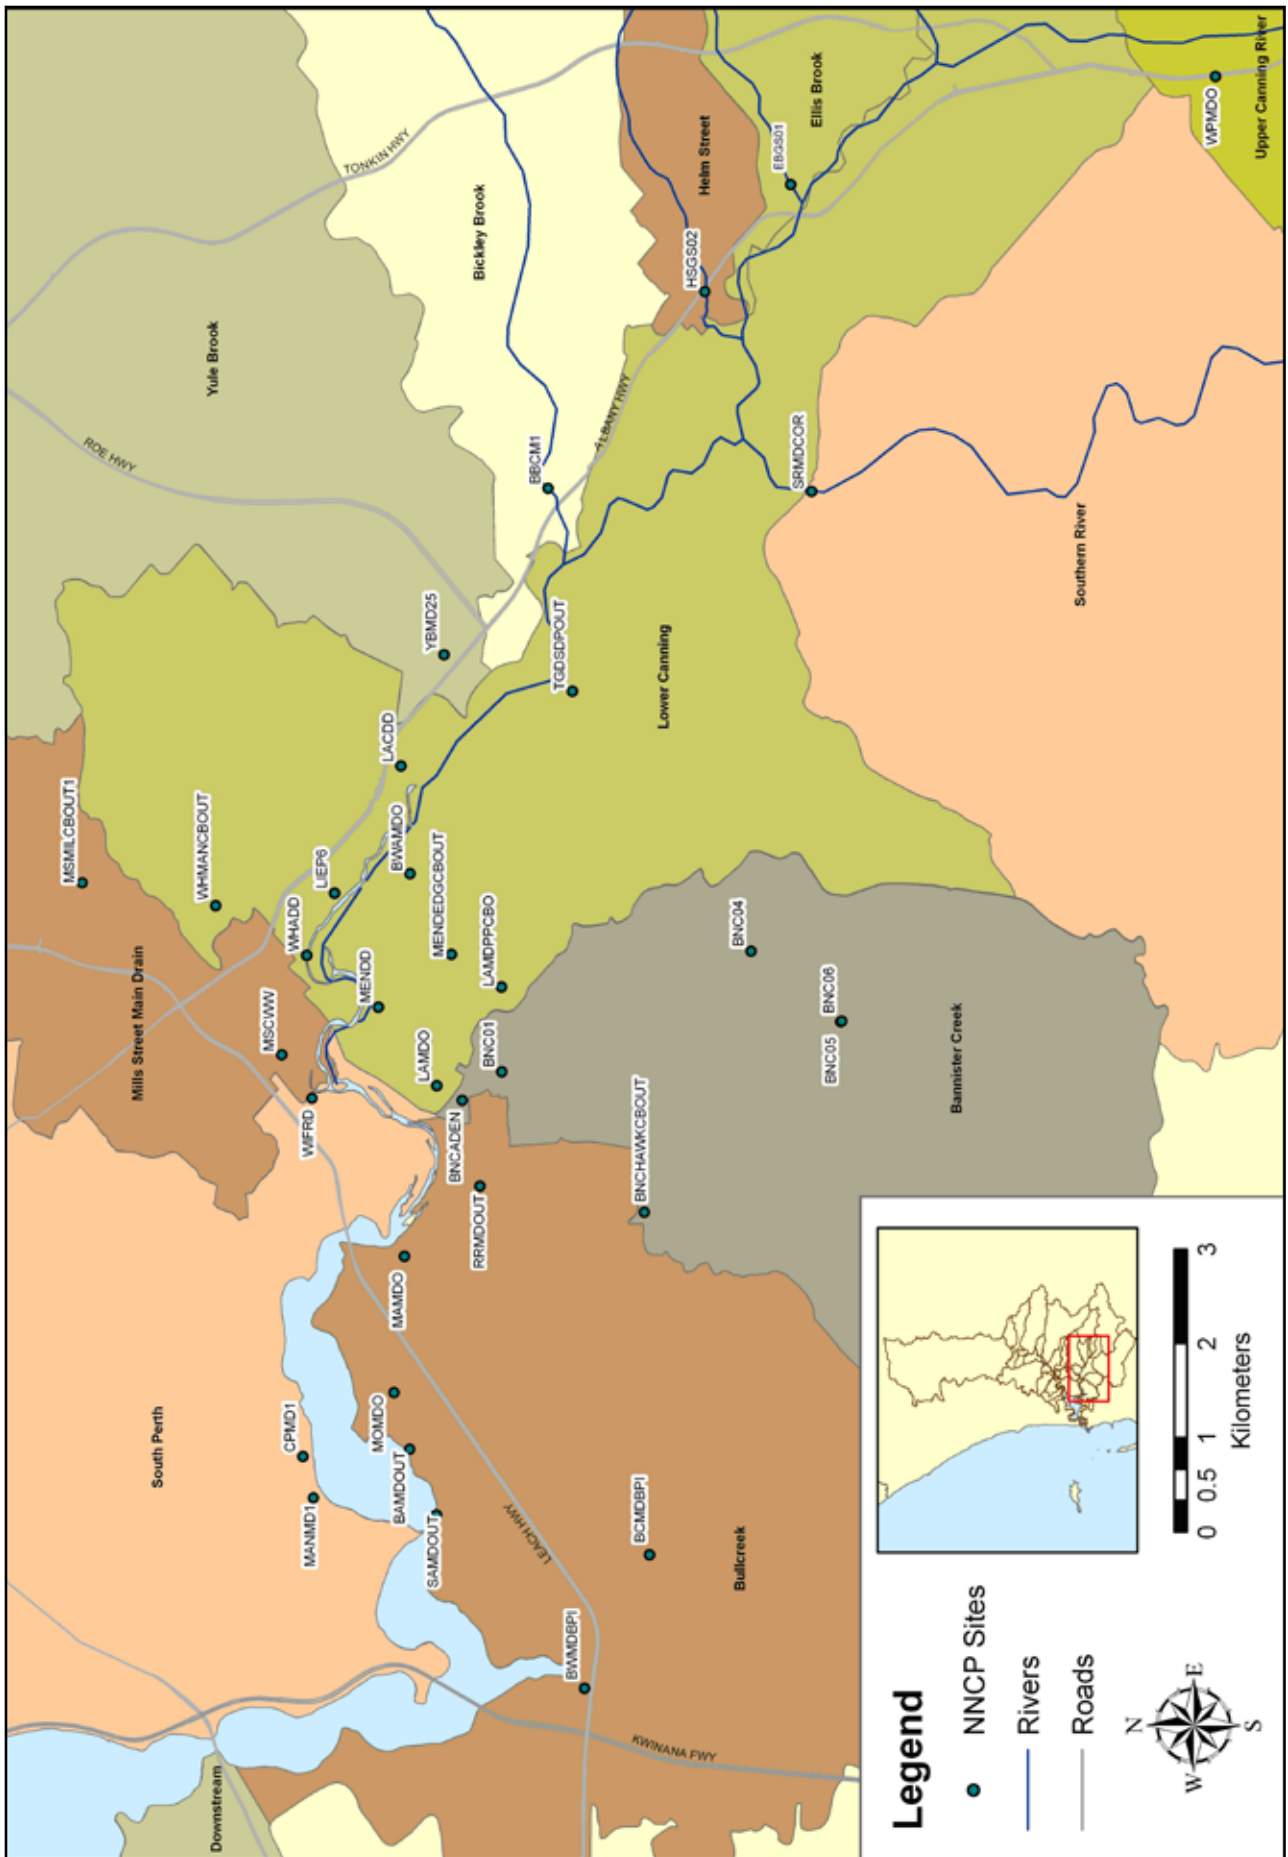 Downstream
South Perth
Mills Street Main Drain
Yule Brook
Bickley Brook
Helm Street
Ellis Brook
Upper Canning River
Lower Canning
Southern River
Bannister Creek
Bullcreek
KWINANA FWY
LEACH HWY
ROE HWY
TONKIN HWY
ALBANY HWY
MANMD1
CPMD1
SAMDOUT
BAMDOUT
MOMDO
MAMDO
BWMDBPI
BCMDBPI
RRMDOUT
BNCHAWKCBOUT
BNCADEN
BNC01
BNC04
BNC05
BNC06
WIFRD
MSCWW
MSMILCBOUT1
WHMANCBOUT
WHADD
LIEP6
MENDD
LAMDO
LAMDPPCBO
MENDEDGCBOUT
BWAMDO
LACDD
YBMD25
TGDSDPOUT
BBCM1
SRMDCOR
HSGS02
EBGS01
WPMDO
Legend
NNCP Sites
Rivers
Roads
N
W E
S
0 0.5 1 2 3
Kilometers